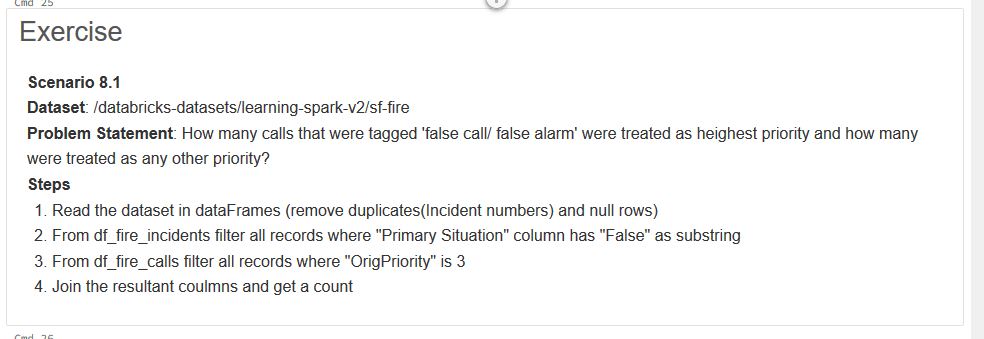 Cmd 25
Exercise
Scenario 8.1
Dataset: /databricks-datasets/learning-spark-v2/sf-fire
Problem Statement: How many calls that were tagged 'false call/ false alarm' were treated as heighest priority and how many
were treated as any other priority?
Steps
1. Read the dataset in dataFrames (remove duplicates(Incident numbers) and null rows)
2. From df_fire_incidents filter all records where "Primary Situation" column has "False" as substring
3. From df_fire_calls filter all records where "OrigPriority" is 3
4. Join the resultant coulmns and get a count
Cmd 26